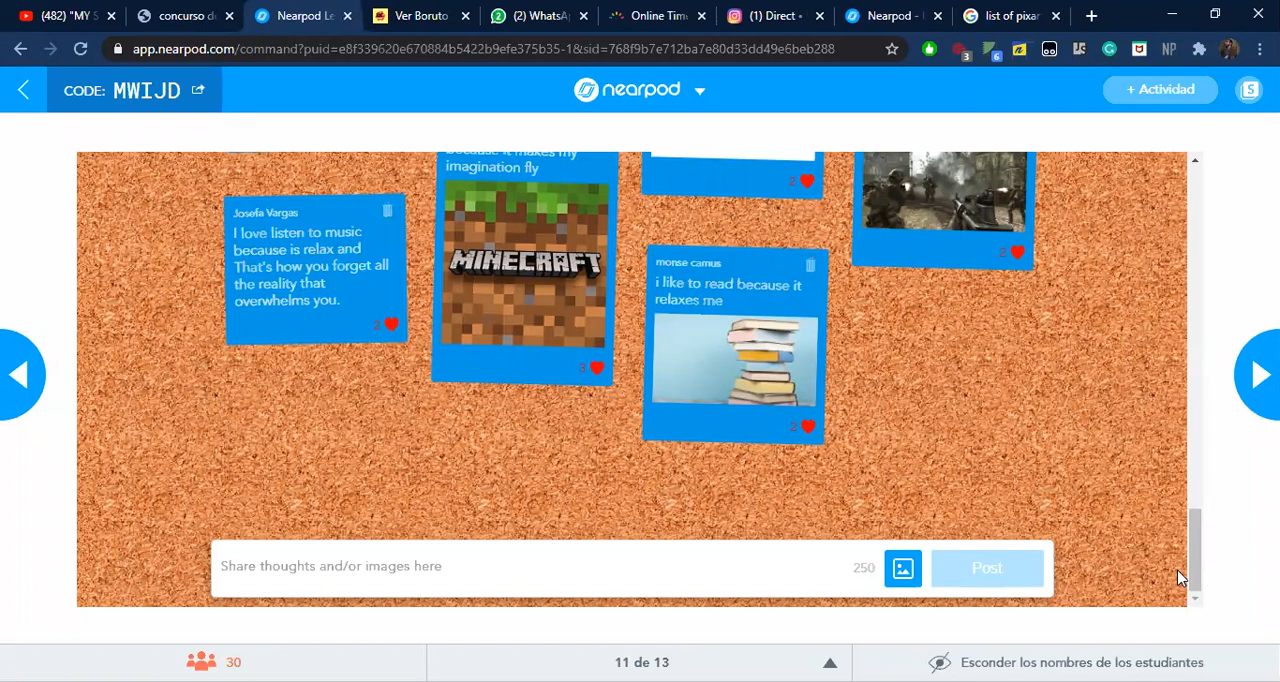 (482) "MY S
concurso d
Nearpod Le
Ver Boruto
(2) WhatsA
Online Tim
(1) Direct •
Nearpod -
list of pixar
app.nearpod.com/command?puid=e8f339620e670884b5422b9efe375b35-1&sid=768f9b7e712ba7e80d33dd49e6beb288
3
6
NP
CODE: MWIJD
nearpod
+ Actividad
S
because it makes my
imagination fly
MINECRAFT
3
Josefa Vargas
I love listen to music
because is relax and
That's how you forget all
the reality that
overwhelms you.
2
2
monse camus
i like to read because it
relaxes me
2
2
Share thoughts and/or images here
250
Post
30
11 de 13
Esconder los nombres de los estudiantes